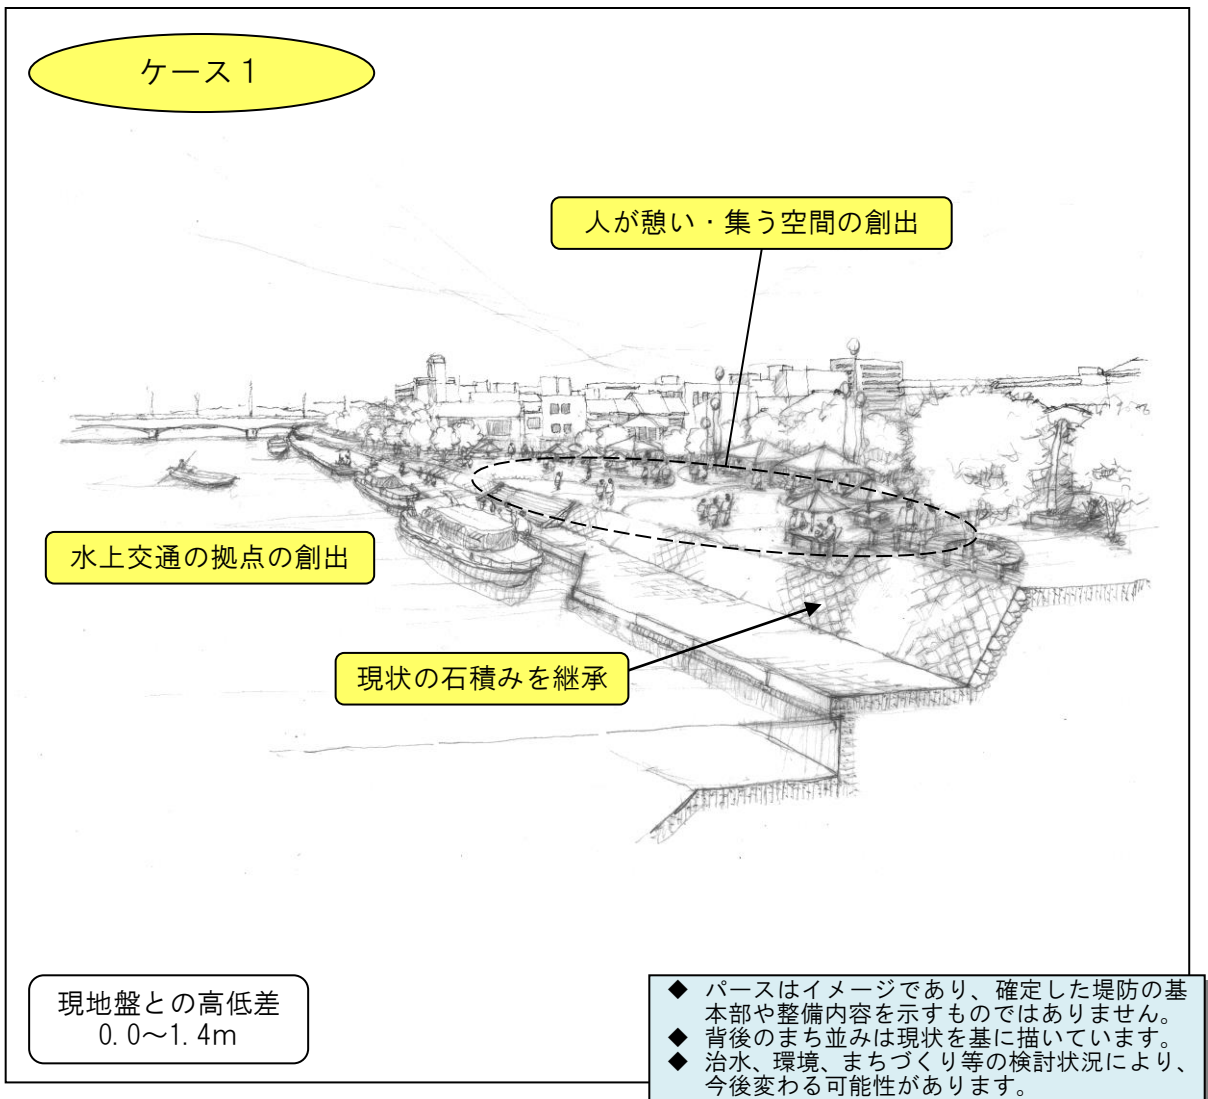 ケース1
人が憩い・集う空間の創出
水上交通の拠点の創出
現状の石積みを継承
現地盤との高低差
0.0～1.4m
◆ パースはイメージであり、確定した堤防の基
本部や整備内容を示すものではありません。
◆ 背後のまち並みは現状を基に描いています。
◆ 治水、環境、まちづくり等の検討状況により、
今後変わる可能性があります。